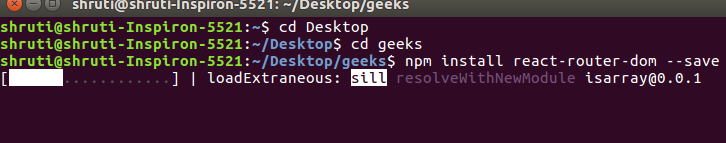 shruti@shruti-Inspiron-5521: ~/Desktop/geeks
shruti@shruti-Inspiron-5521:~$ cd Desktop
shruti@shruti-Inspiron-5521:~/Desktop$ cd geeks
shruti@shruti-Inspiron-5521:~/Desktop/geeks$ npm install react-router-dom --save
[ ............] | loadExtraneous: sill resolveWithNewModule isarray@0.0.1